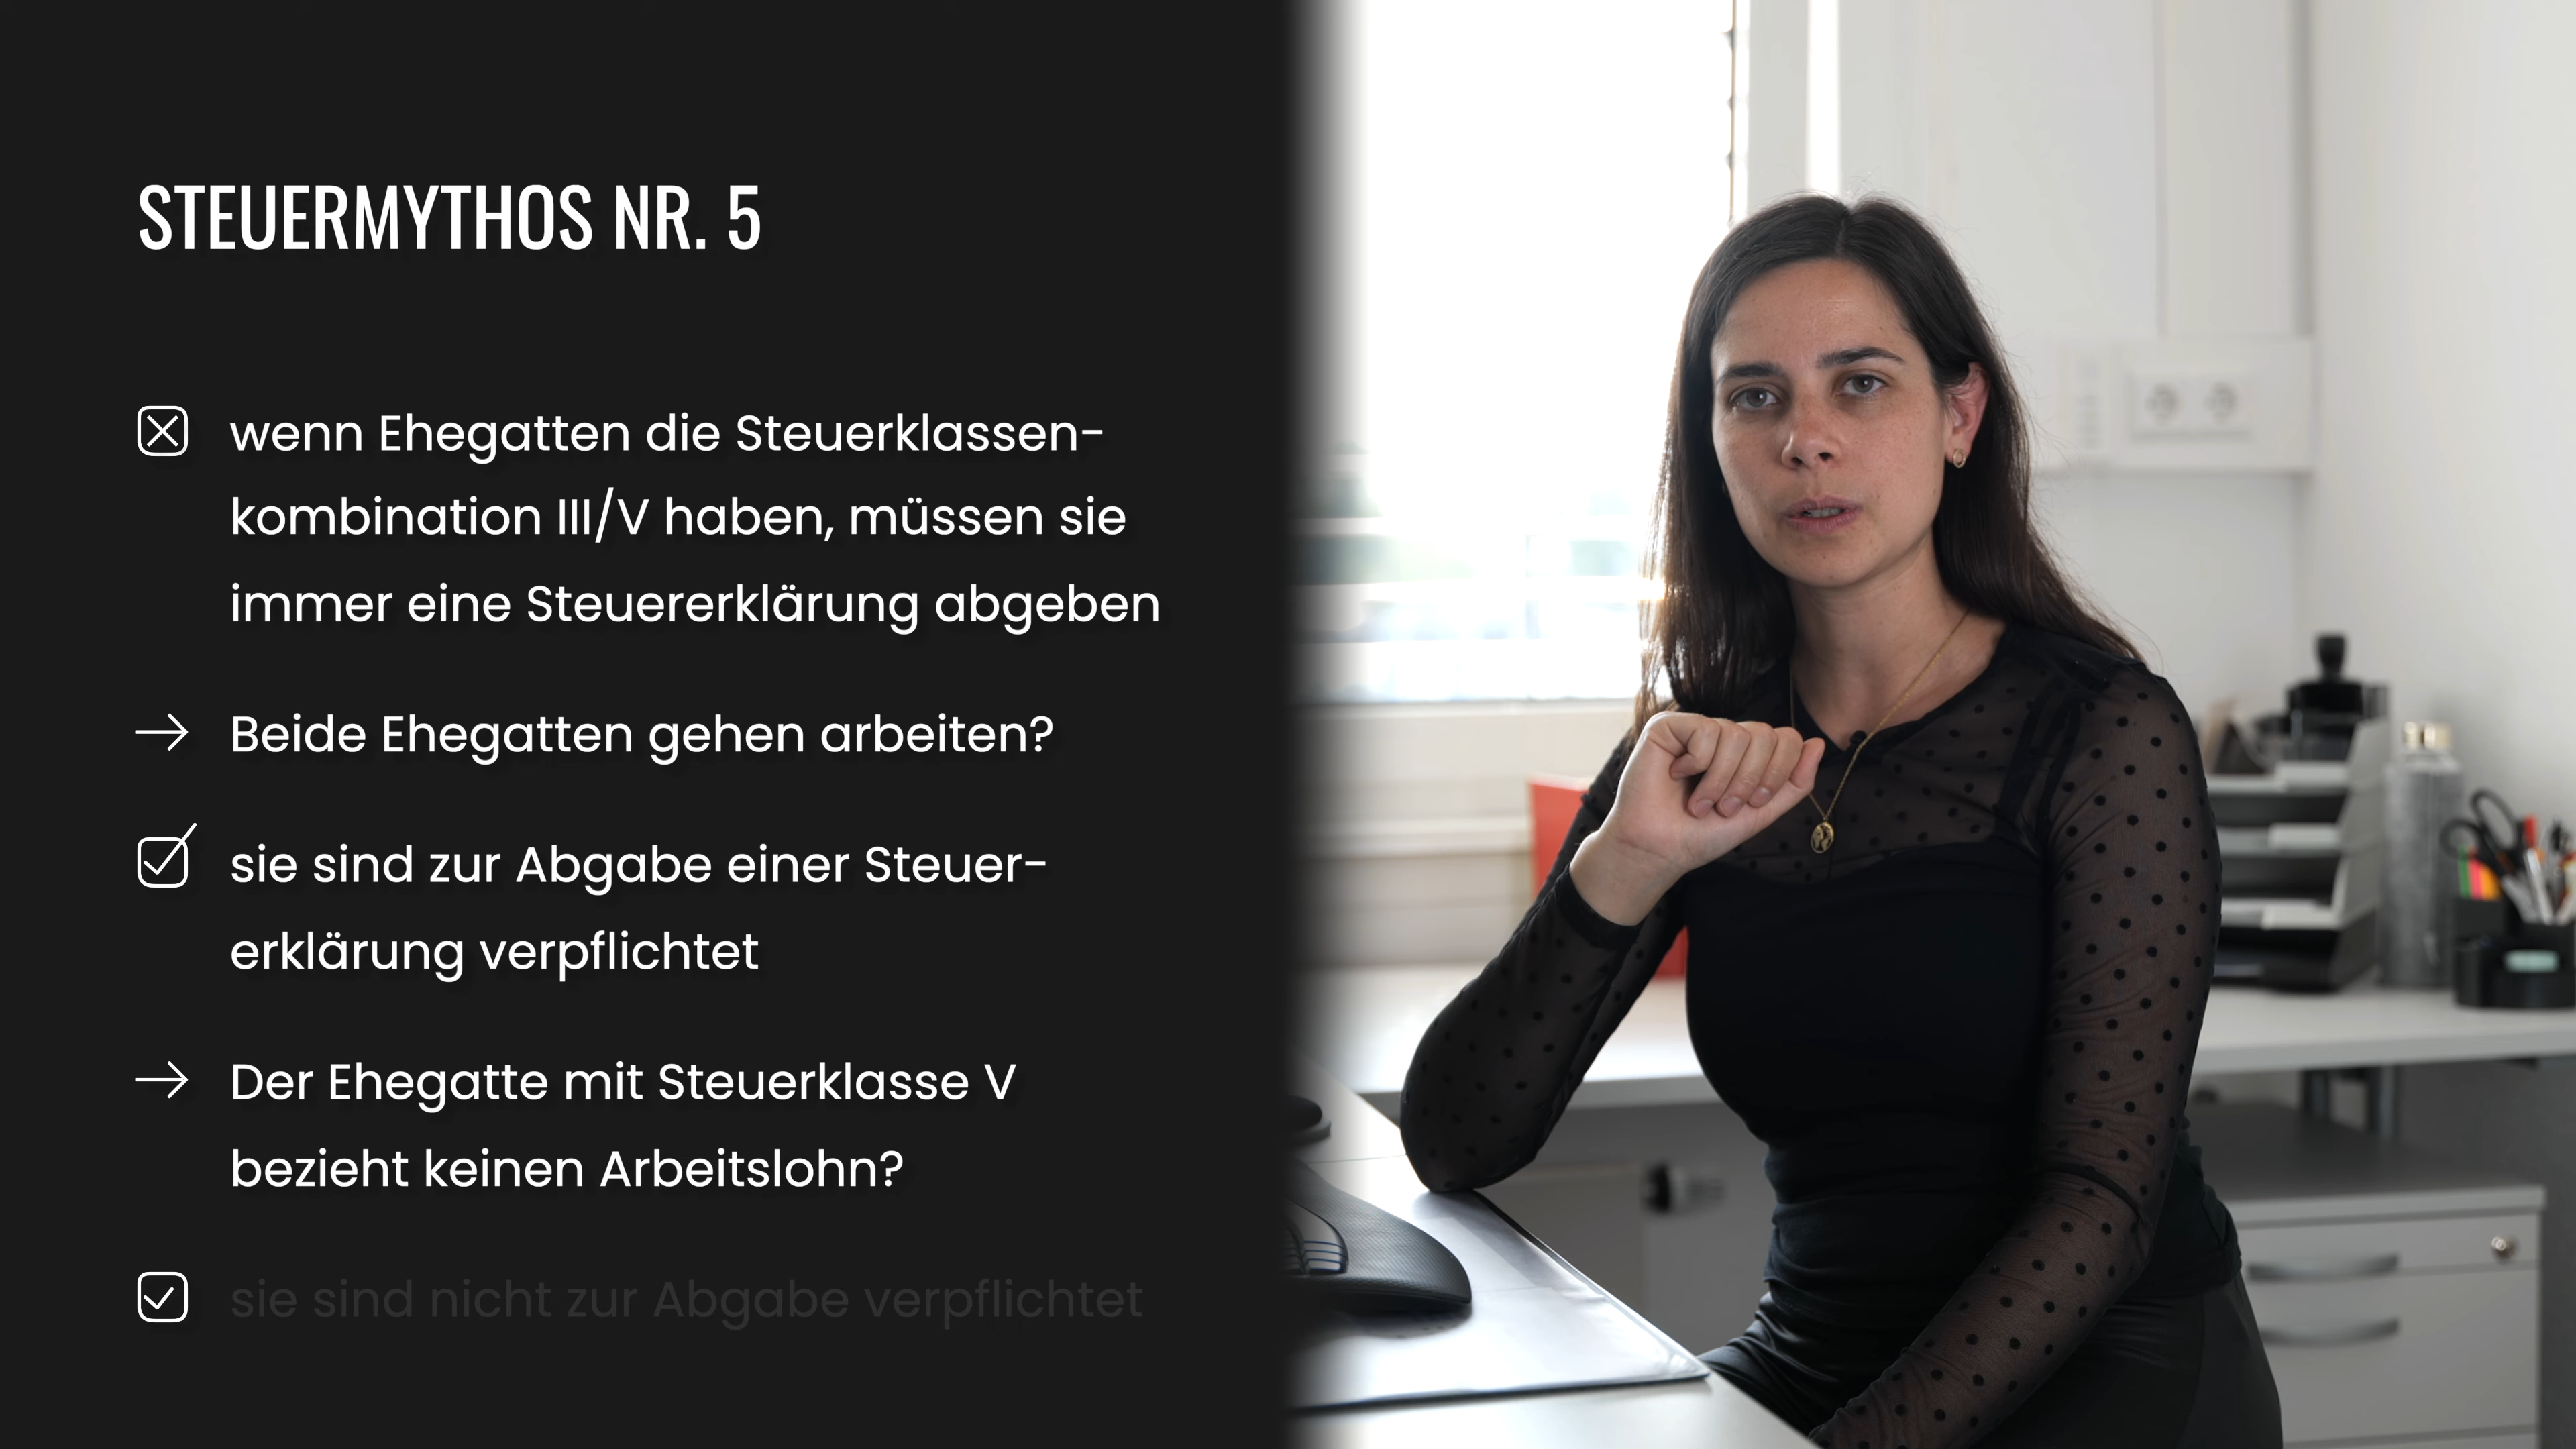 STEUERMYTHOS NR. 5
wenn Ehegatten die Steuerklassen-
kombination III/V haben, müssen sie
immer eine Steuererklärung abgeben
Beide Ehegatten gehen arbeiten?
sie sind zur Abgabe einer Steuer-
erklärung verpflichtet
Der Ehegatte mit Steuerklasse V
bezieht keinen Arbeitslohn?
sie sind nicht zur Abgabe verpflichtet